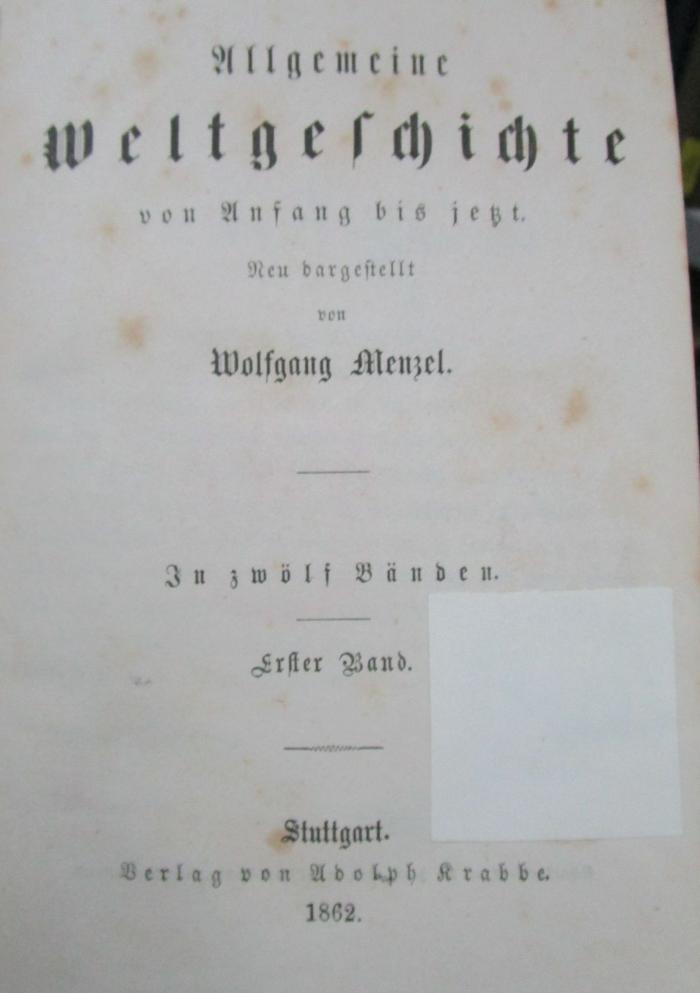 Allgemeine
Weltgeſchichte
von Anfang bis jetzt.
Neu dargeſtellt
von
Wolfgang Menzel.
In zwölf Bänden.
Erſter Band.
Stuttgart.
Verlag von Adolph Krabbe.
1862.